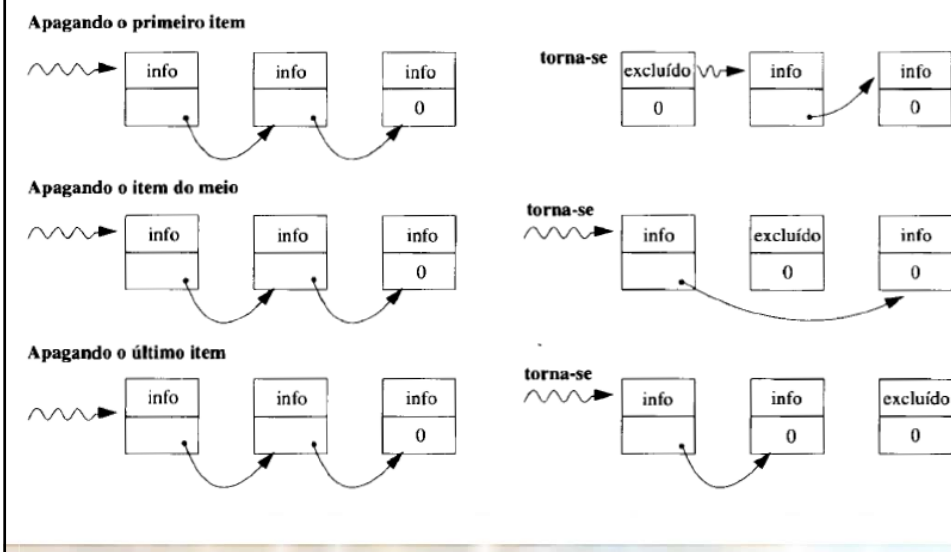 Apagando o primeiro item
info info info
0
torna-se
excluído info info
0 0
Apagando o item do meio
info info info
0
torna-se
info excluído info
0 0
Apagando o último item
info info info
0
torna-se
info info excluído
0 0